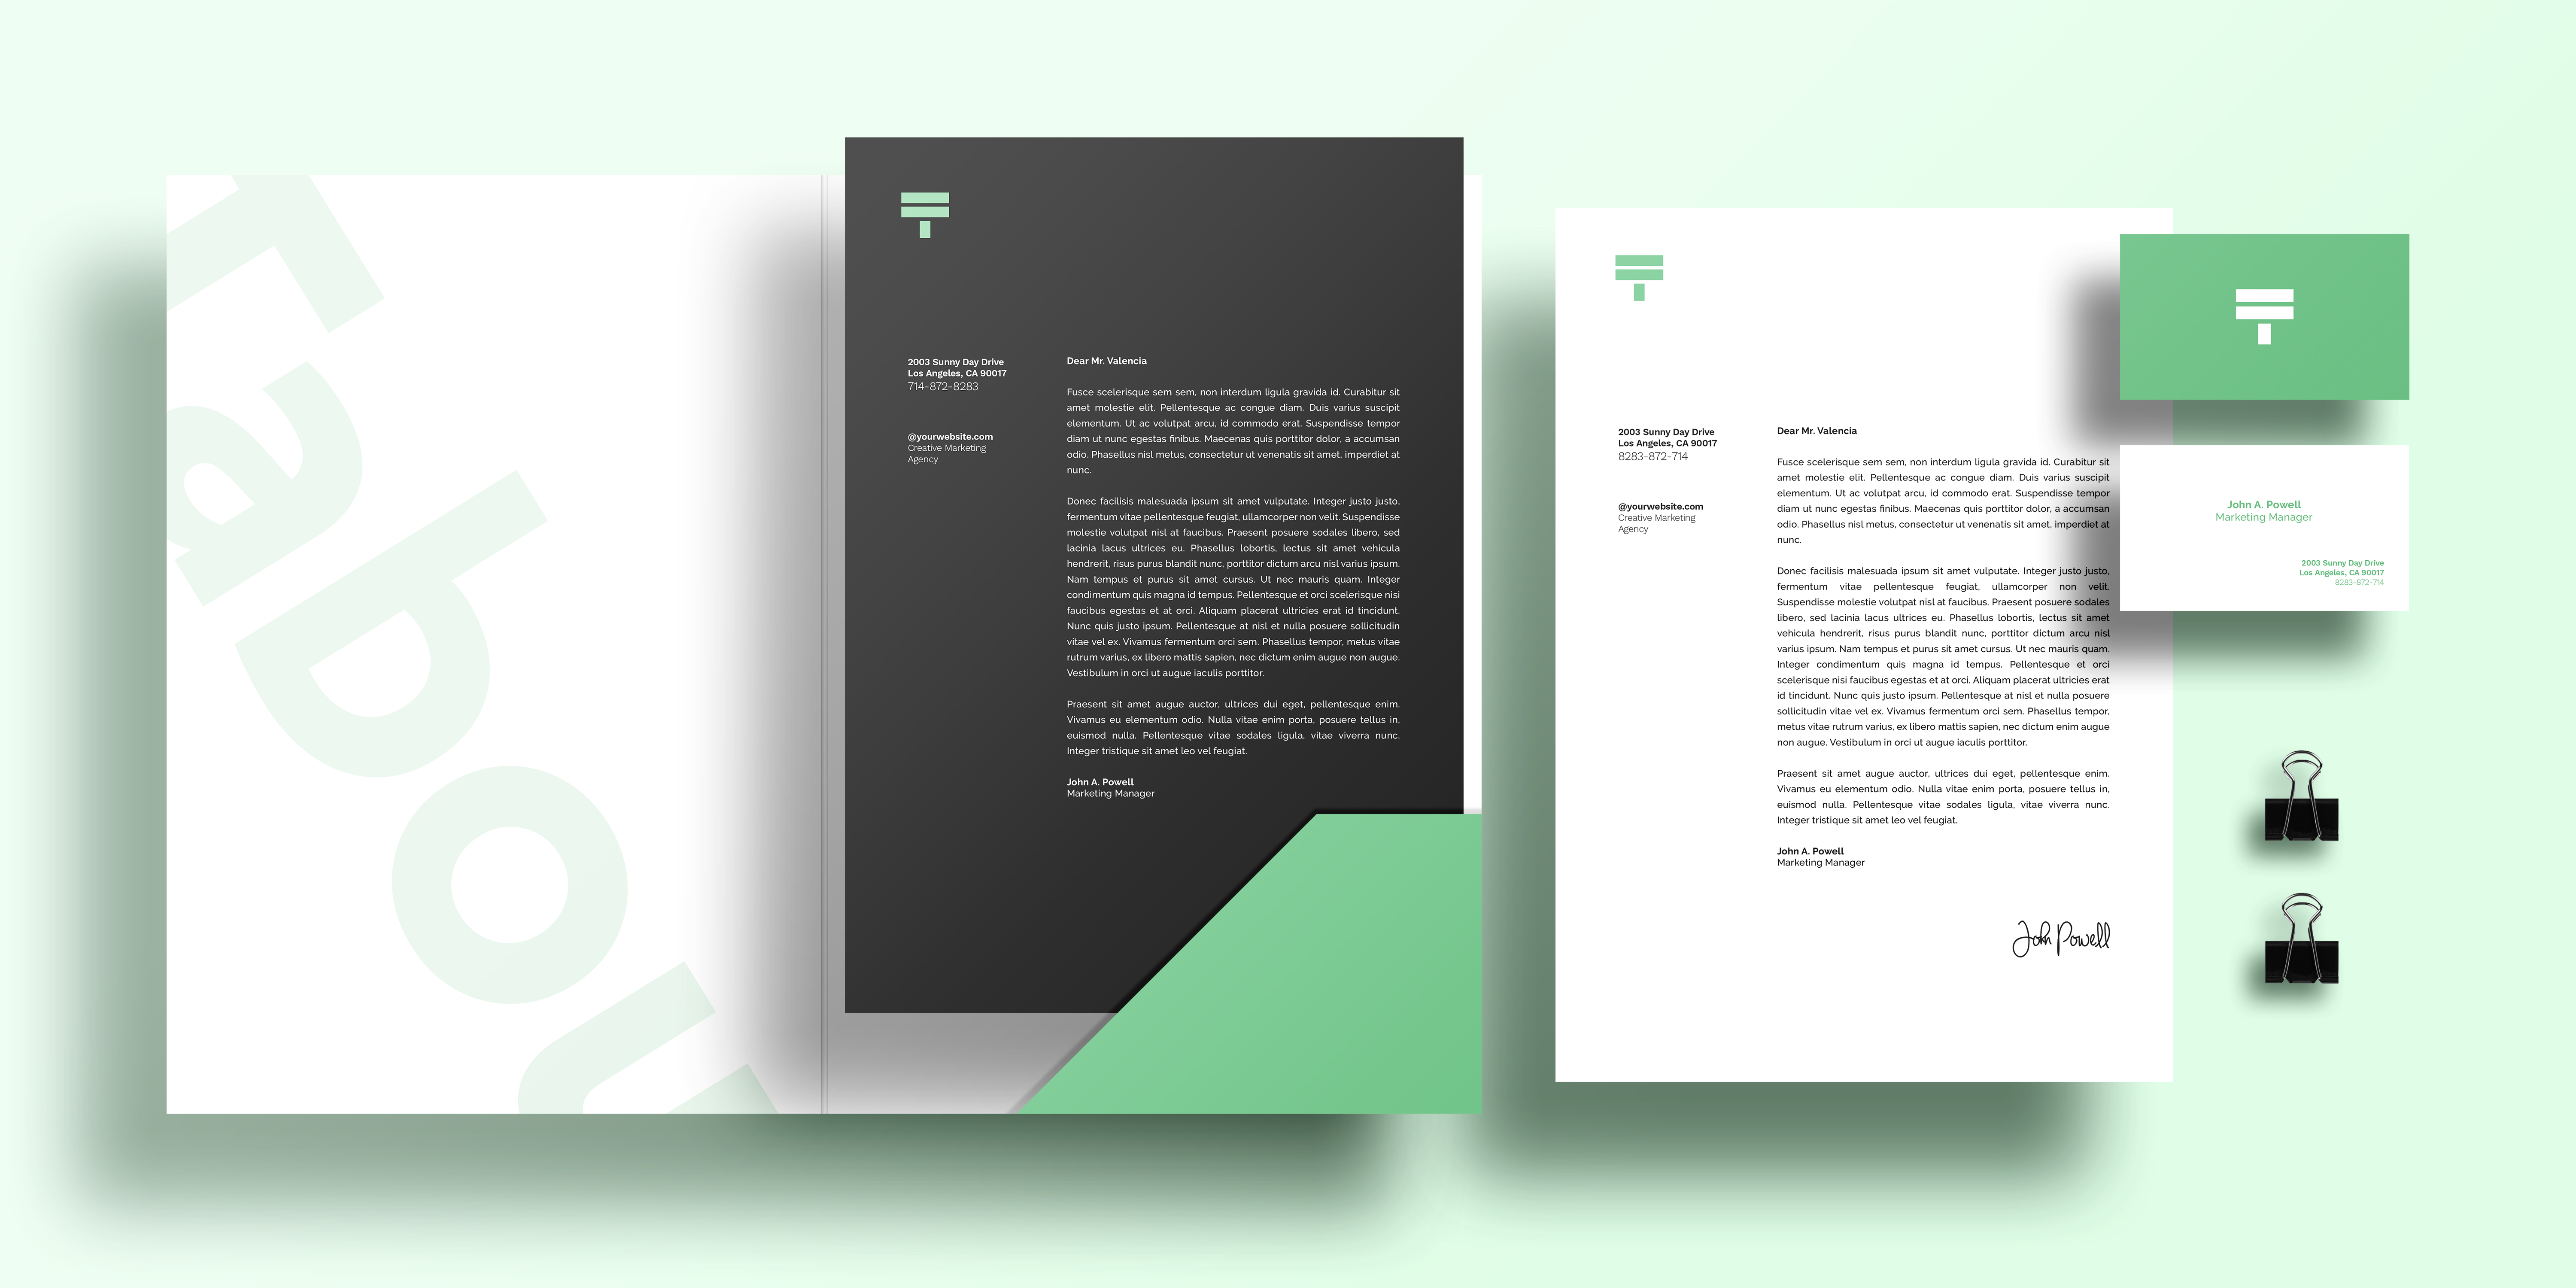 TabDou
2003 Sunny Day Drive
Los Angeles, CA 90017
714-872-8283
@yourwebsite.com
Creative Marketing
Agency
Dear Mr. Valencia
Fusce scelerisque sem sem, non interdum ligula gravida id. Curabitur sit
amet molestie elit. Pellentesque ac congue diam. Duis varius suscipit
elementum. Ut ac volutpat arcu, id commodo erat. Suspendisse tempor
diam ut nunc egestas finibus. Maecenas quis porttitor dolor, a accumsan
odio. Phasellus nisl metus, consectetur ut venenatis sit amet, imperdiet at
nunc.
Donec facilisis malesuada ipsum sit amet vulputate. Integer justo justo,
fermentum vitae pellentesque feugiat, ullamcorper non velit. Suspendisse
molestie volutpat nisl at faucibus. Praesent posuere sodales libero, sed
lacinia lacus ultrices eu. Phasellus lobortis, lectus sit amet vehicula
hendrerit, risus purus blandit nunc, porttitor dictum arcu nisl varius ipsum.
Nam tempus et purus sit amet cursus. Ut nec mauris quam. Integer
condimentum quis magna id tempus. Pellentesque et orci scelerisque nisi
faucibus egestas et at orci. Aliquam placerat ultricies erat id tincidunt.
Nunc quis justo ipsum. Pellentesque at nisl et nulla posuere sollicitudin
vitae vel ex. Vivamus fermentum orci sem. Phasellus tempor, metus vitae
rutrum varius, ex libero mattis sapien, nec dictum enim augue non augue.
Vestibulum in orci ut augue iaculis porttitor.
Praesent sit amet augue auctor, ultrices dui eget, pellentesque enim.
Vivamus eu elementum odio. Nulla vitae enim porta, posuere tellus in,
euismod nulla. Pellentesque vitae sodales ligula, vitae viverra nunc.
Integer tristique sit amet leo vel feugiat.
John A. Powell
Marketing Manager
2003 Sunny Day Drive
Los Angeles, CA 90017
8283-872-714
@yourwebsite.com
Creative Marketing
Agency
Dear Mr. Valencia
Fusce scelerisque sem sem, non interdum ligula gravida id. Curabitur sit
amet molestie elit. Pellentesque ac congue diam. Duis varius suscipit
elementum. Ut ac volutpat arcu, id commodo erat. Suspendisse tempor
diam ut nunc egestas finibus. Maecenas quis porttitor dolor, a accumsan
odio. Phasellus nisl metus, consectetur ut venenatis sit amet, imperdiet at
nunc.
Donec facilisis malesuada ipsum sit amet vulputate. Integer justo justo,
fermentum vitae pellentesque feugiat, ullamcorper non velit.
Suspendisse molestie volutpat nisl at faucibus. Praesent posuere sodales
libero, sed lacinia lacus ultrices eu. Phasellus lobortis, lectus sit amet
vehicula hendrerit, risus purus blandit nunc, porttitor dictum arcu nisl
varius ipsum. Nam tempus et purus sit amet cursus. Ut nec mauris quam.
Integer condimentum quis magna id tempus. Pellentesque et orci
scelerisque nisi faucibus egestas et at orci. Aliquam placerat ultricies erat
id tincidunt. Nunc quis justo ipsum. Pellentesque at nisl et nulla posuere
sollicitudin vitae vel ex. Vivamus fermentum orci sem. Phasellus tempor,
metus vitae rutrum varius, ex libero mattis sapien, nec dictum enim augue
non augue. Vestibulum in orci ut augue iaculis porttitor.
Praesent sit amet augue auctor, ultrices dui eget, pellentesque enim.
Vivamus eu elementum odio. Nulla vitae enim porta, posuere tellus in,
euismod nulla. Pellentesque vitae sodales ligula, vitae viverra nunc.
Integer tristique sit amet leo vel feugiat.
John A. Powell
Marketing Manager
John Powell
John A. Powell
Marketing Manager
2003 Sunny Day Drive
Los Angeles, CA 90017
8283-872-714